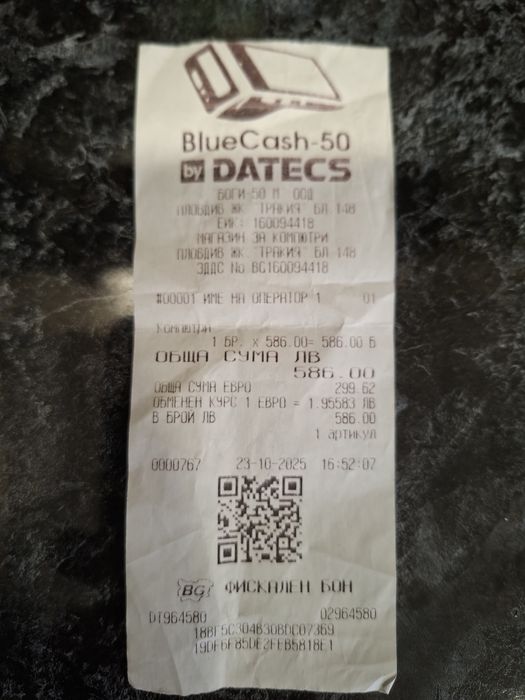 BlueCash-50
by DATECS
БОГИ-50 М ООД
ПЛОВДИВ ЖК "ТРАКИЯ" БЛ.148
ЕИК: 160094418
МАГАЗИН ЗА КОМПЮТРИ
ПЛОВДИВ ЖК "ТРАКИЯ" БЛ 148
ЗДДС No BG160094418
#00001 ИМЕ НА ОПЕРАТОР 1 01
Компютри
1 БР. x 586.00= 586.00 Б
ОБЩА СУМА ЛВ
586.00
ОБЩА СУМА ЕВРО 299.62
ОБМЕНЕН КУРС 1 ЕВРО = 1.95583 ЛВ
В БРОЙ ЛВ 586.00
1 артикул
0000767 23-10-2025 16:52:07
BG ФИСКАЛЕН БОН
DT964580 02964580
18BF5C304B30BDC07369
19DF6F85DE2FEB5818E1